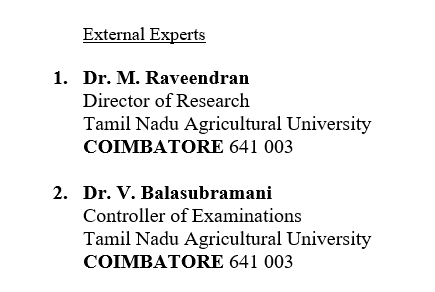 External Experts
1. Dr. M. Raveendran
Director of Research
Tamil Nadu Agricultural University
COIMBATORE 641 003
2. Dr. V. Balasubramani
Controller of Examinations
Tamil Nadu Agricultural University
COIMBATORE 641 003